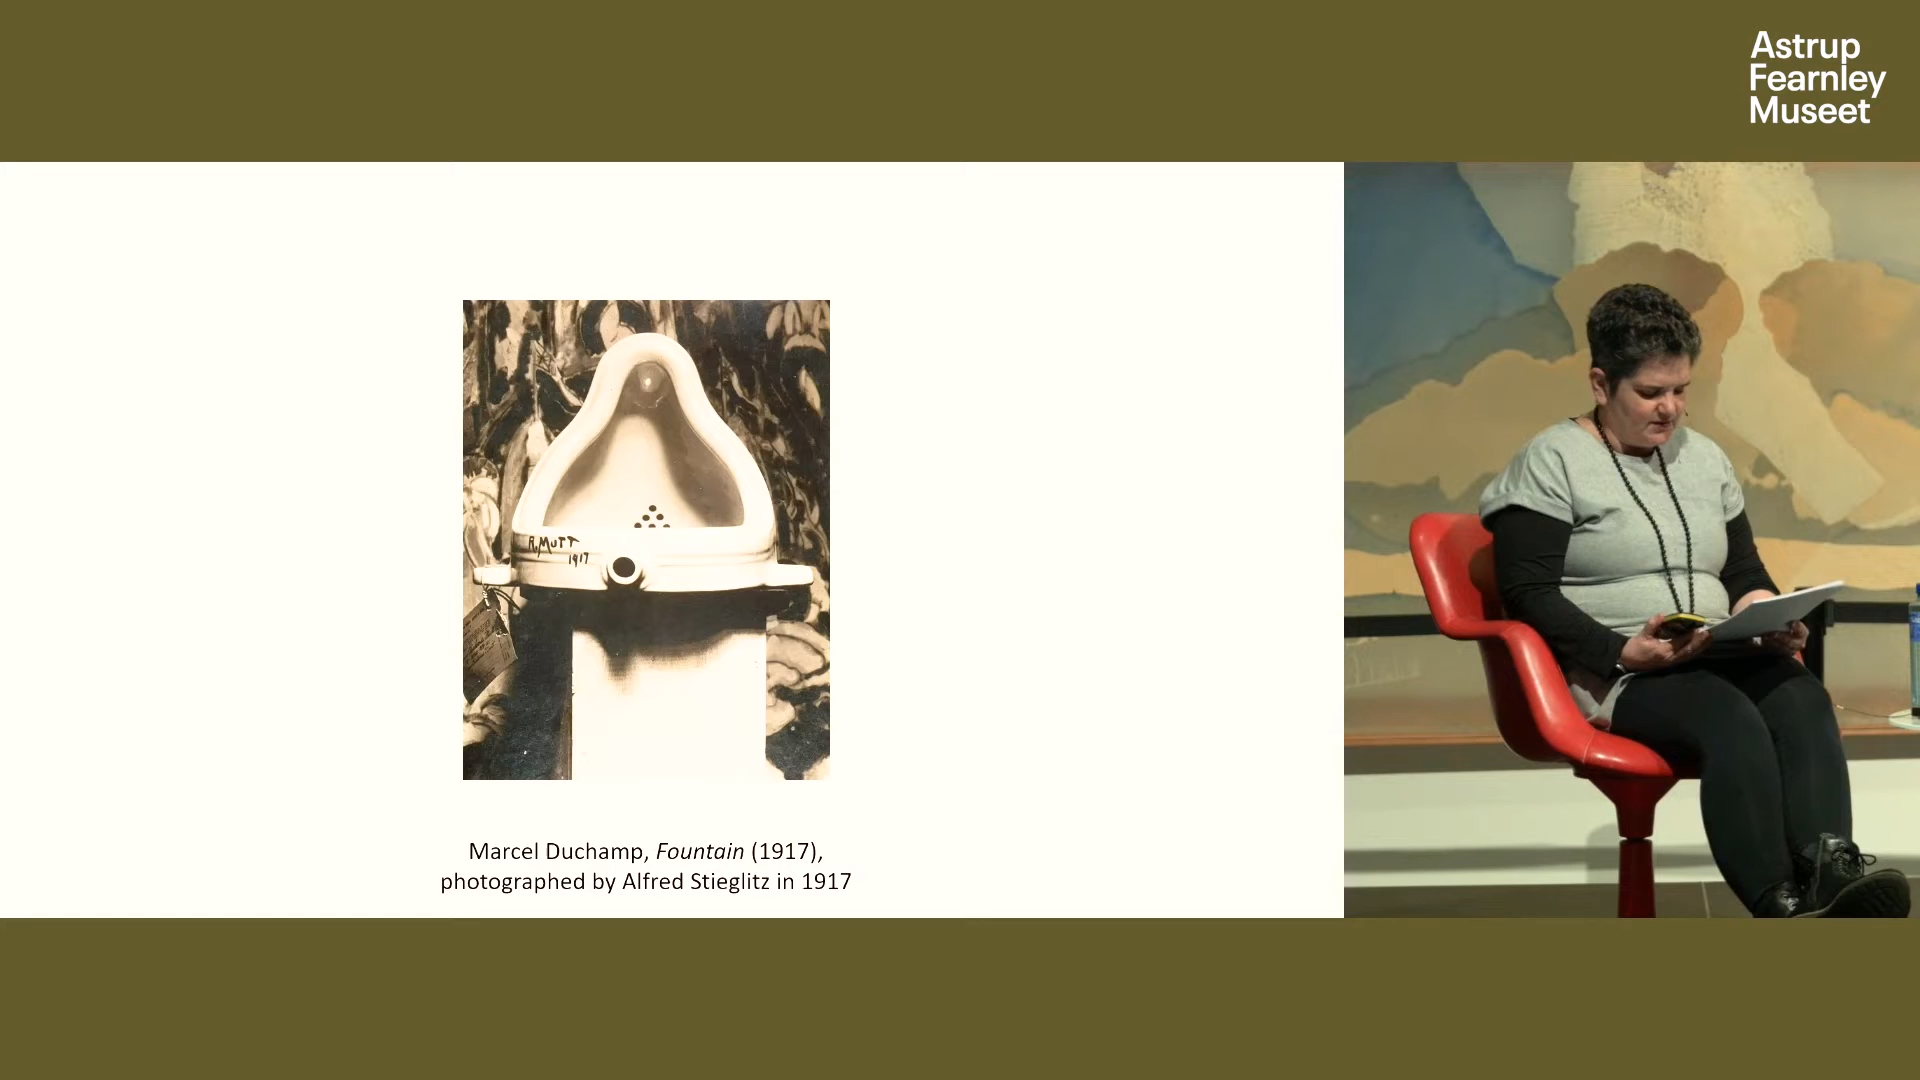 Astrup
Fearnley
Museet
R. MUTT
1917
Marcel Duchamp, Fountain (1917),
photographed by Alfred Stieglitz in 1917